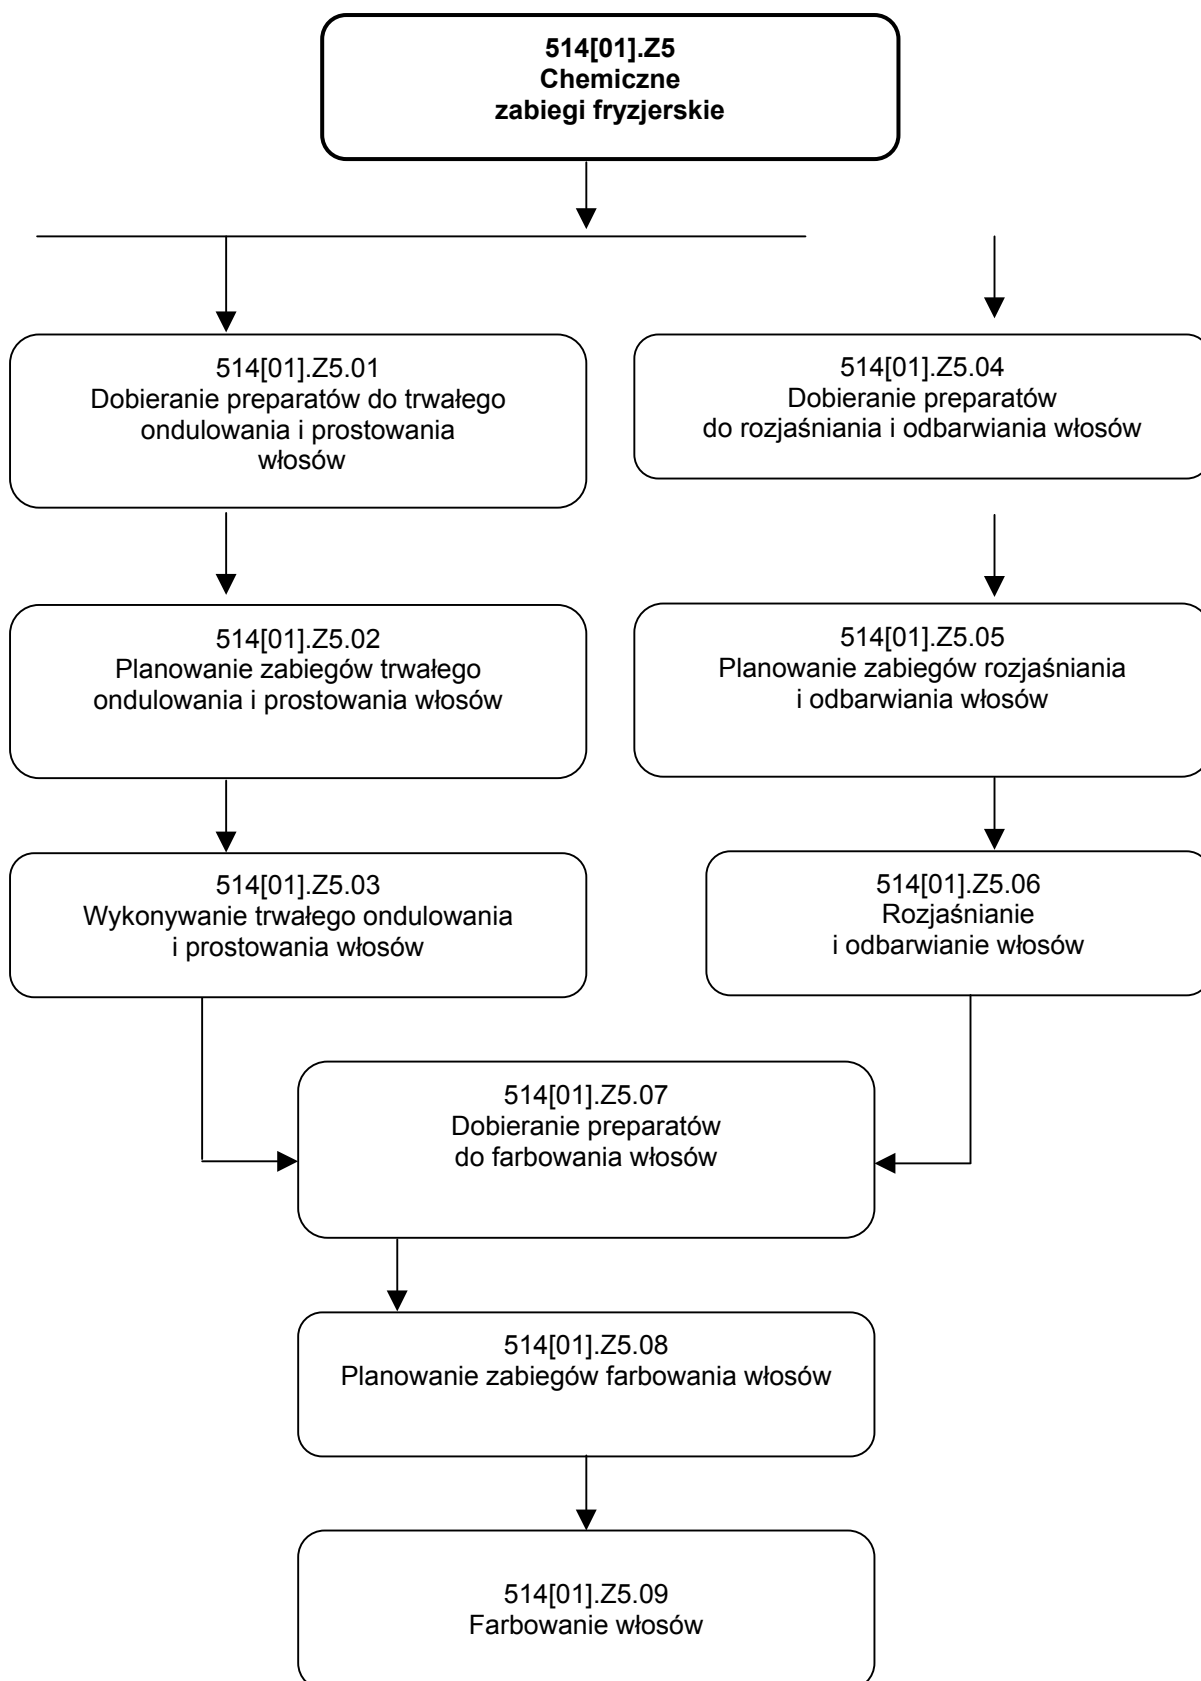 514[01].Z5
Chemiczne
zabiegi fryzjerskie
514[01].Z5.01
Dobieranie preparatów do trwałego
ondulowania i prostowania
włosów
514[01].Z5.04
Dobieranie preparatów
do rozjaśniania i odbarwiania włosów
514[01].Z5.02
Planowanie zabiegów trwałego
ondulowania i prostowania włosów
514[01].Z5.05
Planowanie zabiegów rozjaśniania
i odbarwiania włosów
514[01].Z5.03
Wykonywanie trwałego ondulowania
i prostowania włosów
514[01].Z5.06
Rozjaśnianie
i odbarwianie włosów
514[01].Z5.07
Dobieranie preparatów
do farbowania włosów
514[01].Z5.08
Planowanie zabiegów farbowania włosów
514[01].Z5.09
Farbowanie włosów